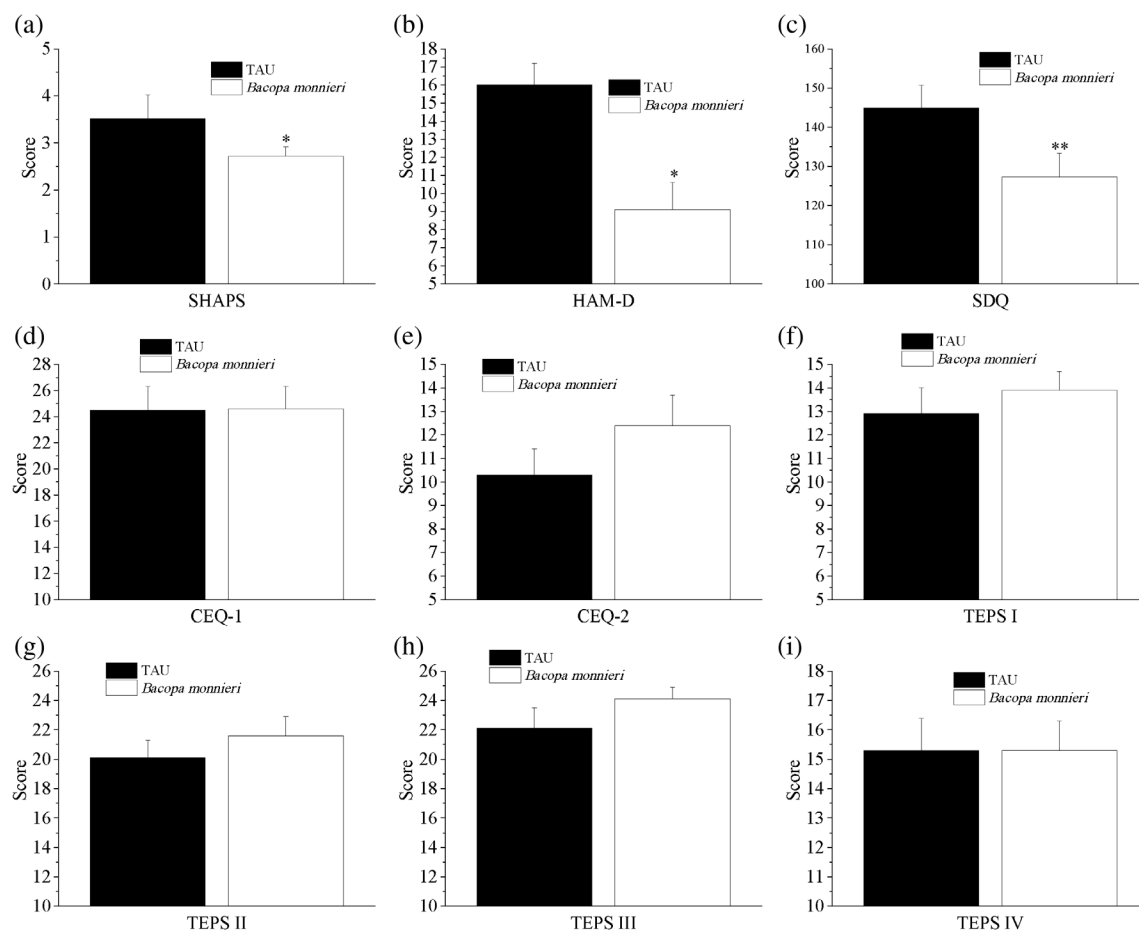 (a)
5
4
3
2
1
0
Score
TAU
Bacopa monnieri
*
SHAPS
(b)
18
17
16
15
14
13
12
11
10
9
8
7
6
5
Score
TAU
Bacopa monnieri
*
HAM-D
(c)
160
150
140
130
120
110
100
Score
TAU
Bacopa monnieri
**
SDQ
(d)
28
26
24
22
20
18
16
14
12
10
Score
TAU
Bacopa monnieri
CEQ-1
(e)
15
14
13
12
11
10
9
8
7
6
5
Score
TAU
Bacopa monnieri
CEQ-2
(f)
15
14
13
12
11
10
9
8
7
6
5
Score
TAU
Bacopa monnieri
TEPS I
(g)
26
24
22
20
18
16
14
12
10
Score
TAU
Bacopa monnieri
TEPS II
(h)
26
24
22
20
18
16
14
12
10
Score
TAU
Bacopa monnieri
TEPS III
(i)
18
17
16
15
14
13
12
11
10
Score
TAU
Bacopa monnieri
TEPS IV